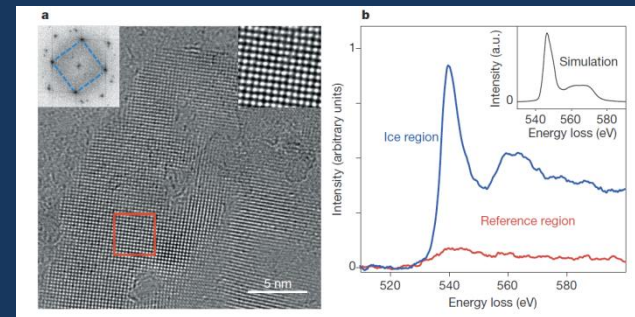 a
5 nm
b
Intensity (arbitrary units)
1
0
Ice region
Reference region
520
540
560
580
Energy loss (eV)
Intensity (a.u.)
0
Simulation
540
560
580
Energy loss (eV)